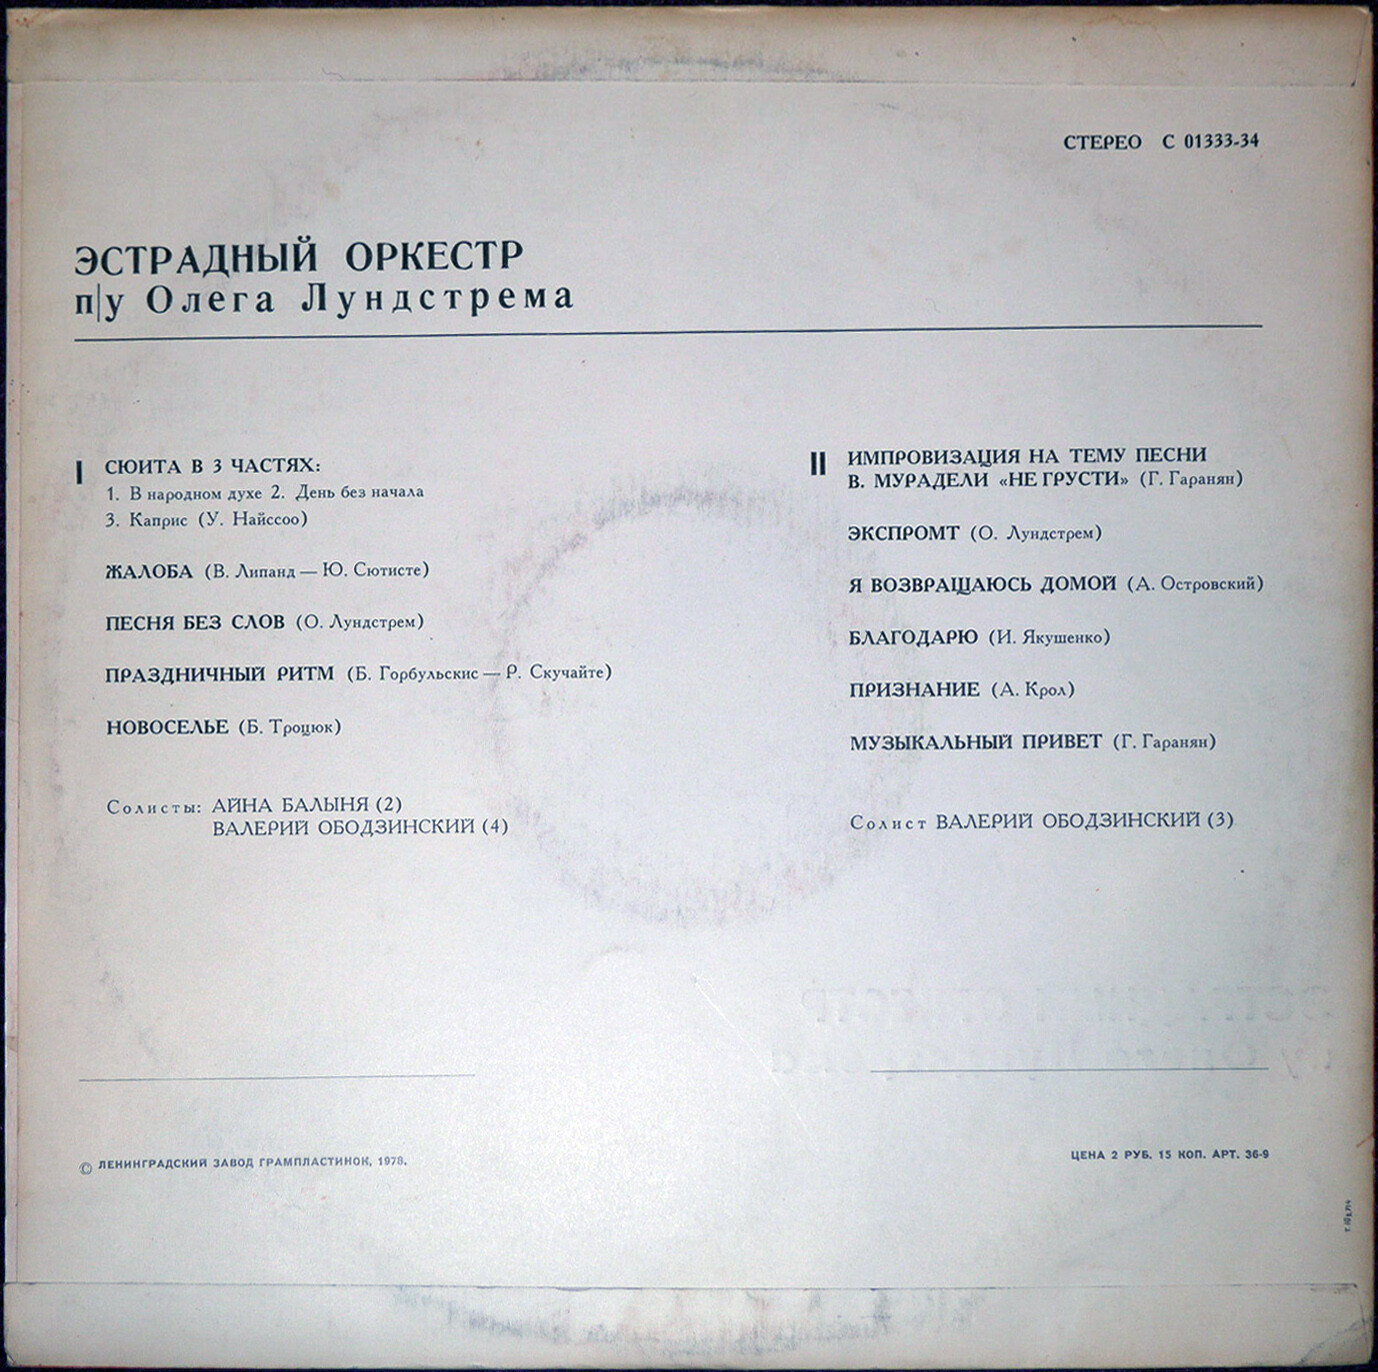 СТЕРЕО С 01333-34
ЭСТРАДНЫЙ ОРКЕСТР
п/у Олега Лундстрема
I СЮИТА В 3 ЧАСТЯХ:
1. В народном духе 2. День без начала
3. Каприс (У. Найссоо)
ЖАЛОБА (В. Липанд — Ю. Сютисте)
ПЕСНЯ БЕЗ СЛОВ (О. Лундстрем)
ПРАЗДНИЧНЫЙ РИТМ (Б. Горбульскис — Р. Скучайте)
НОВОСЕЛЬЕ (Б. Троцюк)
Солисты: АЙНА БАЛЫНЯ (2)
ВАЛЕРИЙ ОБОДЗИНСКИЙ (4)
II ИМПРОВИЗАЦИЯ НА ТЕМУ ПЕСНИ
В. МУРАДЕЛИ «НЕ ГРУСТИ» (Г. Гаранян)
ЭКСПРОМТ (О. Лундстрем)
Я ВОЗВРАЩАЮСЬ ДОМОЙ (А. Островский)
БЛАГОДАРЮ (И. Якушенко)
ПРИЗНАНИЕ (А. Крол)
МУЗЫКАЛЬНЫЙ ПРИВЕТ (Г. Гаранян)
Солист ВАЛЕРИЙ ОБОДЗИНСКИЙ (3)
© ЛЕНИНГРАДСКИЙ ЗАВОД ГРАМПЛАСТИНОК, 1978.
ЦЕНА 2 РУБ. 15 КОП. АРТ. 36-9